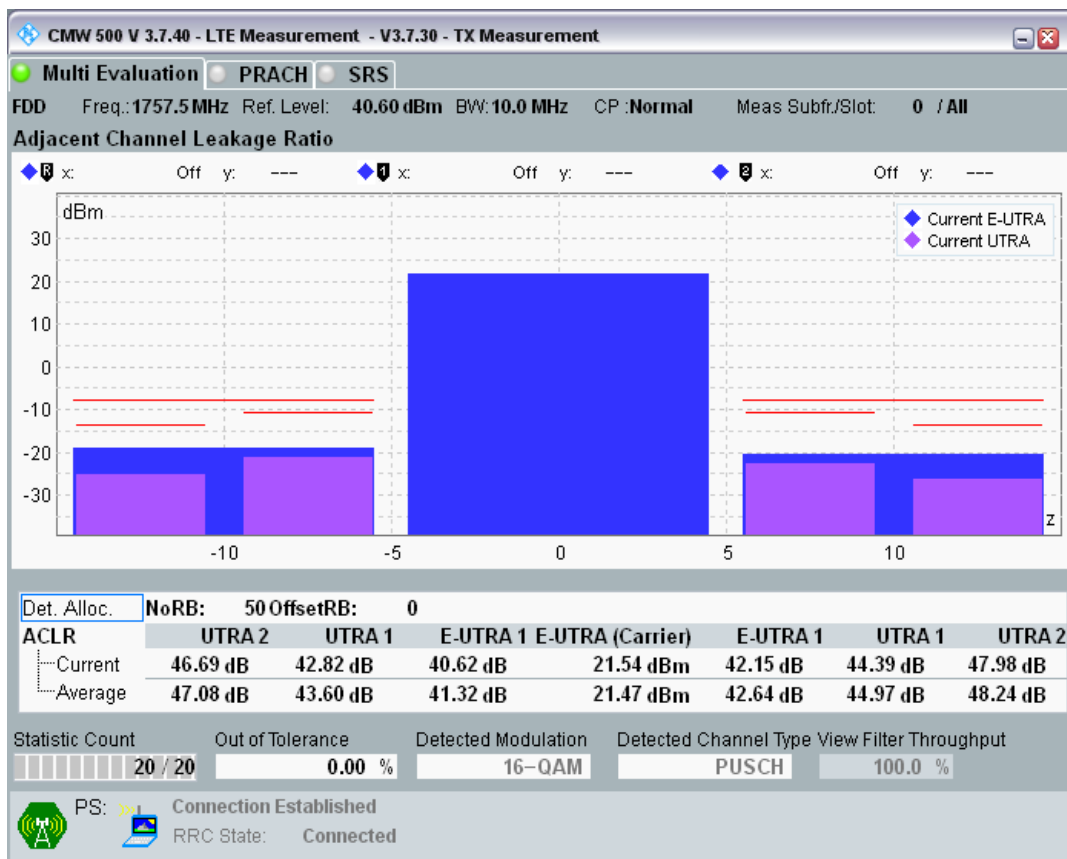 CMW 500 V 3.7.40 - LTE Measurement - V3.7.30 - TX Measurement
Multi Evaluation PRACH SRS
FDD Freq.: 1757.5 MHz Ref. Level: 40.60 dBm BW: 10.0 MHz CP :Normal Meas Subfr./Slot: 0 / All
Adjacent Channel Leakage Ratio
R x: Off y: --- 1 x: Off y: --- 2 x: Off y: ---
dBm
Current E-UTRA
Current UTRA
30
20
10
0
-10
-20
-30
z
-10 -5 0 5 10
Det. Alloc. NoRB: 50 OffsetRB: 0
ACLR UTRA 2 UTRA 1 E-UTRA 1 E-UTRA (Carrier) E-UTRA 1 UTRA 1 UTRA 2
Current 46.69 dB 42.82 dB 40.62 dB 21.54 dBm 42.15 dB 44.39 dB 47.98 dB
Average 47.08 dB 43.60 dB 41.32 dB 21.47 dBm 42.64 dB 44.97 dB 48.24 dB
Statistic Count Out of Tolerance Detected Modulation Detected Channel Type View Filter Throughput
20 / 20 0.00 % 16-QAM PUSCH 100.0 %
PS: Connection Established
RRC State: Connected